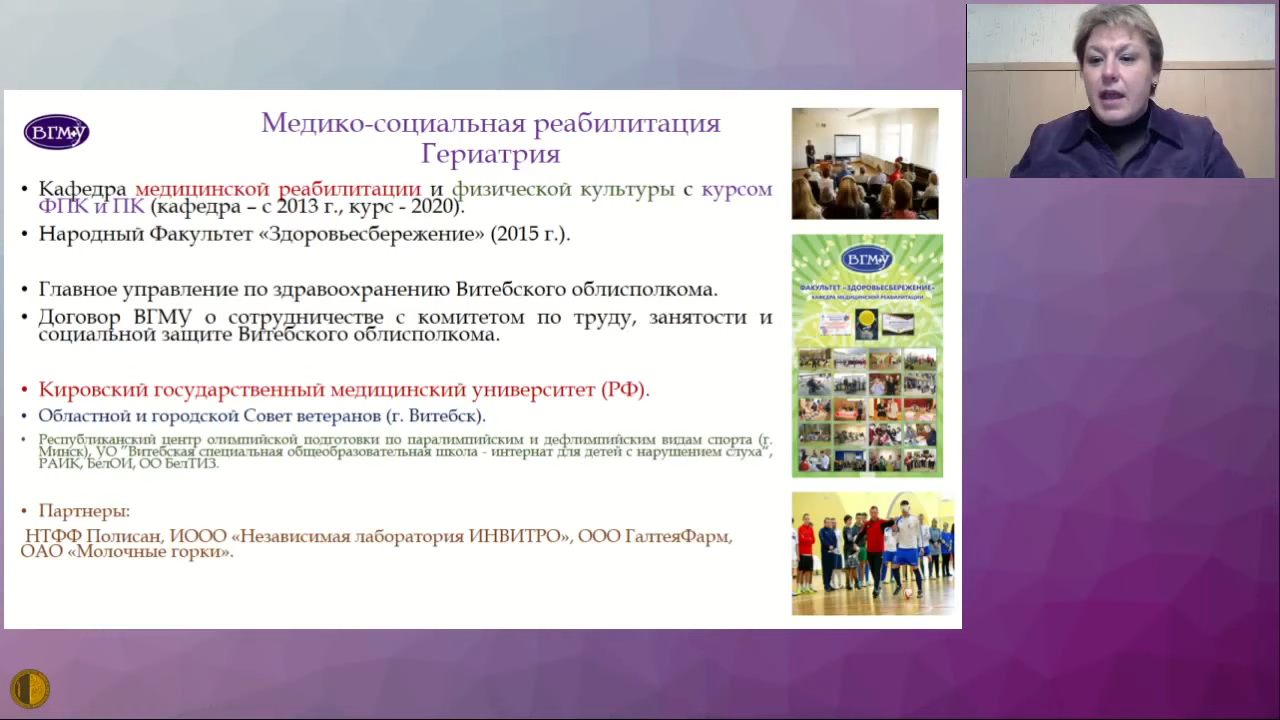 ВГМУ
Медико-социальная реабилитация
Гериатрия
• Кафедра медицинской реабилитации и физической культуры с курсом
ФПК и ПК (кафедра – с 2013 г., курс - 2020).
• Народный Факультет «Здоровьесбережение» (2015 г.).
• Главное управление по здравоохранению Витебского облисполкома.
• Договор ВГМУ о сотрудничестве с комитетом по труду, занятости и
социальной защите Витебского облисполкома.
• Кировский государственный медицинский университет (РФ).
• Областной и городской Совет ветеранов (г. Витебск).
• Республиканский центр олимпийской подготовки по паралимпийским и дефлимпийским видам спорта (г.
Минск), УО "Витебская специальная общеобразовательная школа - интернат для детей с нарушением слуха",
РАИК, БелОИ, ОО БелТИЗ.
• Партнеры:
НТФФ Полисан, ИООО «Независимая лаборатория ИНВИТРО», ООО ГалтеяФарм,
ОАО «Молочные горки».
ВГМУ
ФАКУЛЬТЕТ «ЗДОРОВЬЕСБЕРЕЖЕНИЕ»
КАФЕДРА МЕДИЦИНСКОЙ РЕАБИЛИТАЦИИ